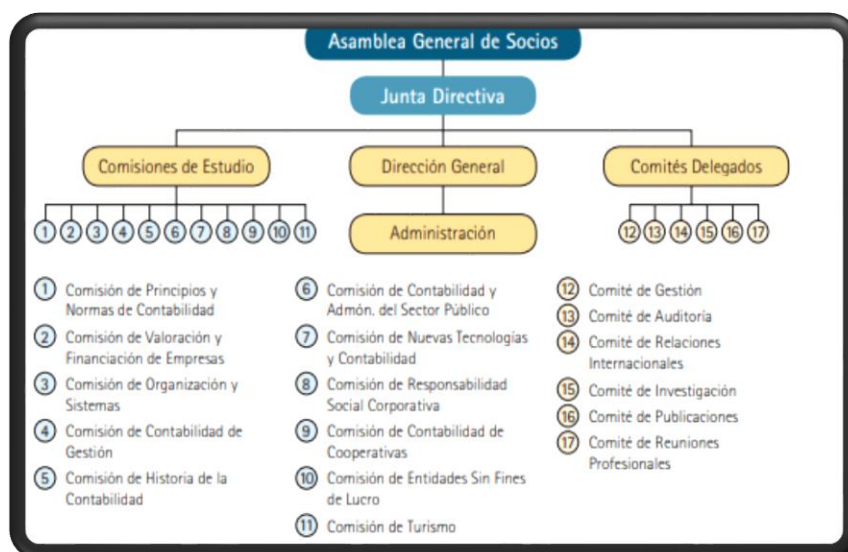 Asamblea General de Socios
Junta Directiva
Comisiones de Estudio
Dirección General
Comités Delegados
Administración
1 2 3 4 5 6 7 8 9 10 11
12 13 14 15 16 17
1 Comisión de Principios y
Normas de Contabilidad
2 Comisión de Valoración y
Financiación de Empresas
3 Comisión de Organización y
Sistemas
4 Comisión de Contabilidad de
Gestión
5 Comisión de Historia de la
Contabilidad
6 Comisión de Contabilidad y
Admón. del Sector Público
7 Comisión de Nuevas Tecnologías
y Contabilidad
8 Comisión de Responsabilidad
Social Corporativa
9 Comisión de Contabilidad de
Cooperativas
10 Comisión de Entidades Sin Fines
de Lucro
11 Comisión de Turismo
12 Comité de Gestión
13 Comité de Auditoría
14 Comité de Relaciones
Internacionales
15 Comité de Investigación
16 Comité de Publicaciones
17 Comité de Reuniones
Profesionales